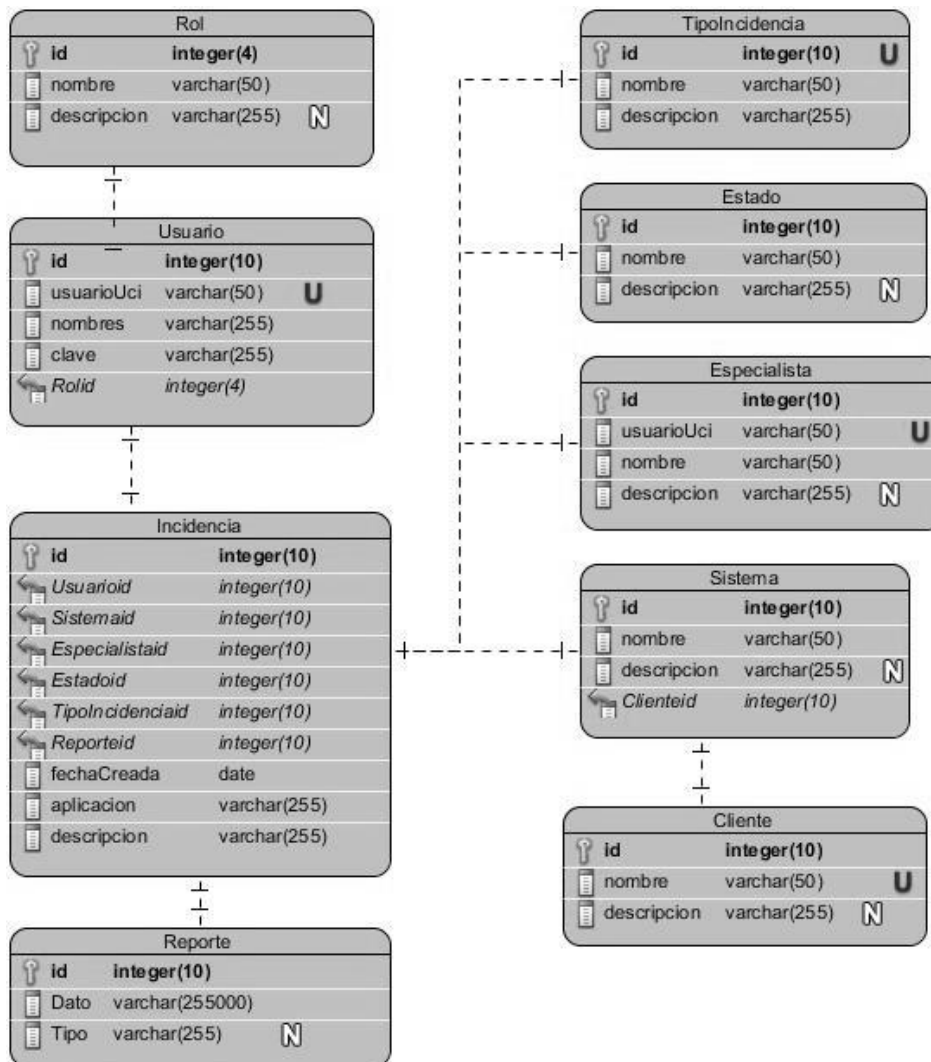 Rol
id integer(4)
nombre varchar(50)
descripcion varchar(255) N
Usuario
id integer(10)
usuarioUci varchar(50) U
nombres varchar(255)
clave varchar(255)
Rolid integer(4)
Incidencia
id integer(10)
Usuarioid integer(10)
Sistemaid integer(10)
Especialistaid integer(10)
Estadoid integer(10)
TipoIncidenciaid integer(10)
Reporteid integer(10)
fechaCreada date
aplicacion varchar(255)
descripcion varchar(255)
Reporte
id integer(10)
Dato varchar(255000)
Tipo varchar(255) N
TipoIncidencia
id integer(10) U
nombre varchar(50)
descripcion varchar(255)
Estado
id integer(10)
nombre varchar(50)
descripcion varchar(255) N
Especialista
id integer(10)
usuarioUci varchar(50) U
nombre varchar(50)
descripcion varchar(255) N
Sistema
id integer(10)
nombre varchar(50)
descripcion varchar(255) N
Clienteid integer(10)
Cliente
id integer(10)
nombre varchar(50) U
descripcion varchar(255) N